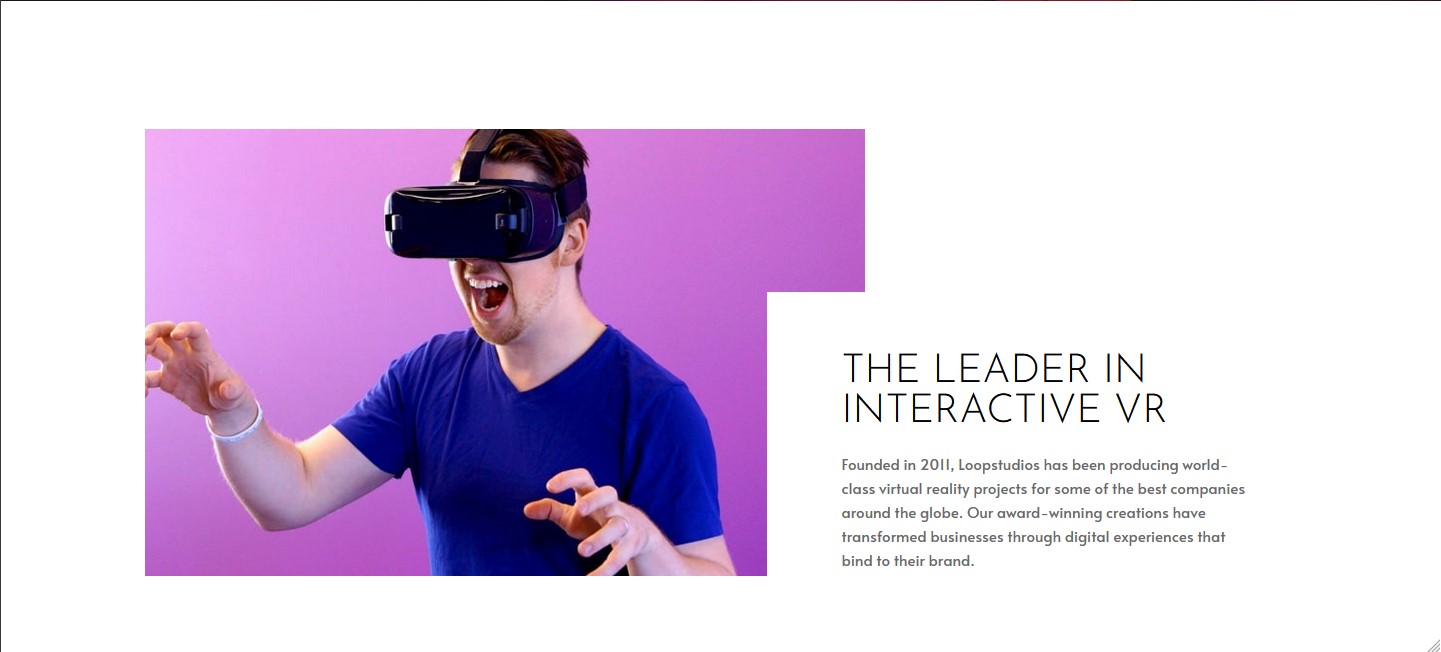 THE LEADER IN
INTERACTIVE VR
Founded in 2011, Loopstudios has been producing world-
class virtual reality projects for some of the best companies
around the globe. Our award-winning creations have
transformed businesses through digital experiences that
bind to their brand.